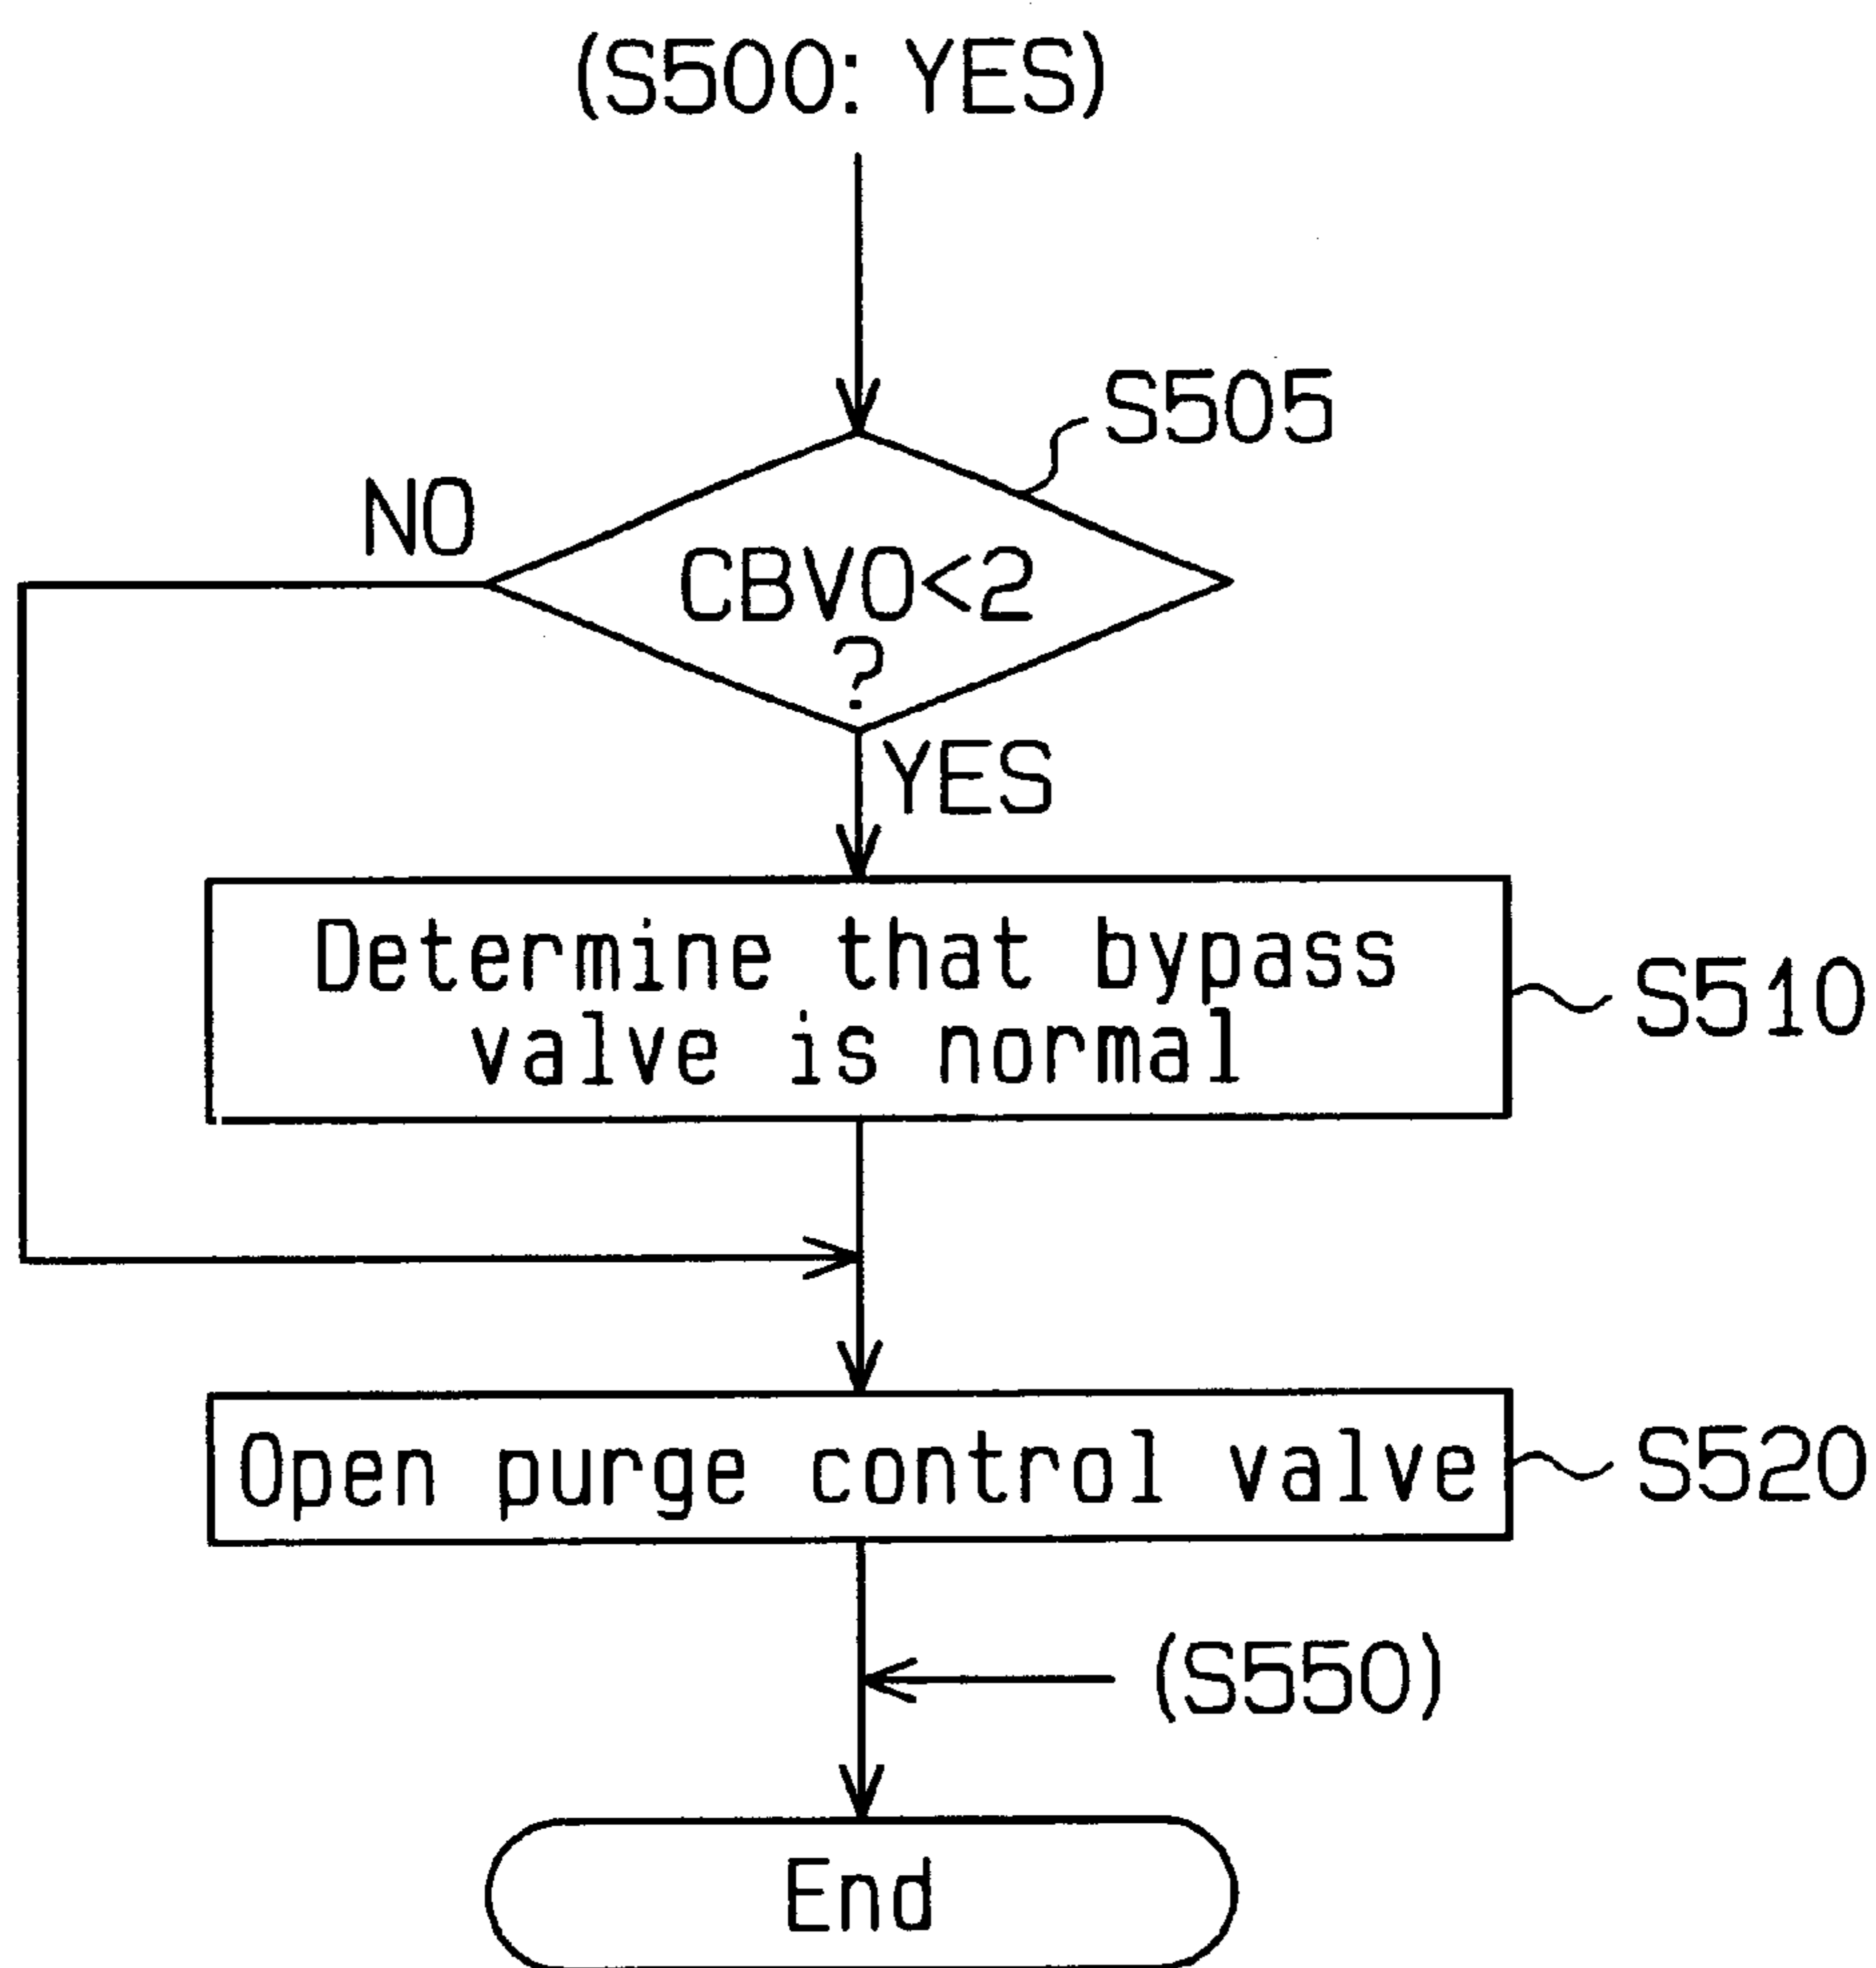 (S500: YES)
S505
NO
CBVO<2
?
YES
Determine that bypass
valve is normal
S510
Open purge control valve
S520
(S550)
End